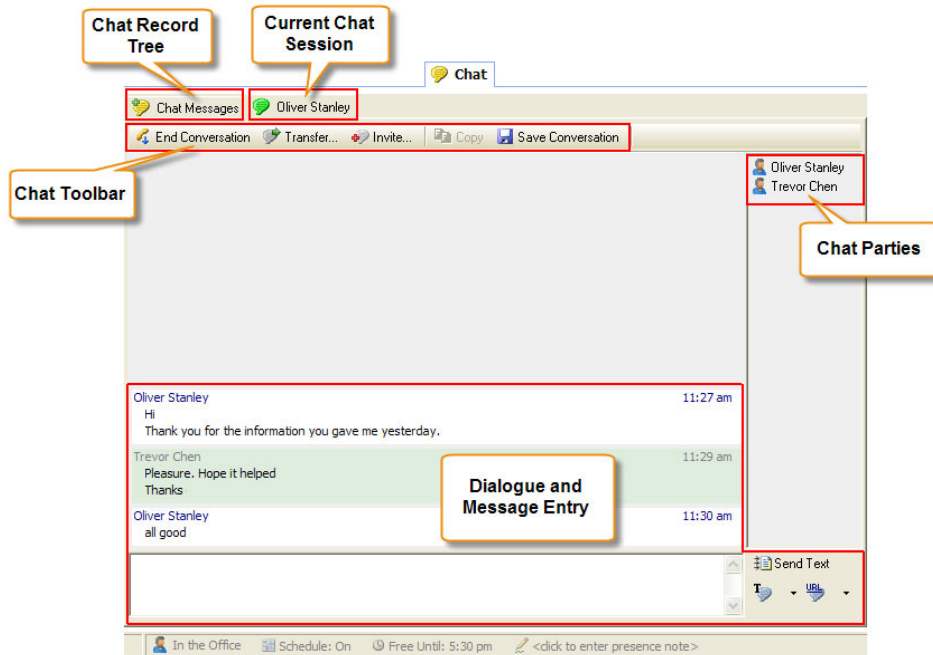 Chat Record
Tree
Current Chat
Session
Chat
Chat Messages
Oliver Stanley
End Conversation Transfer... Invite... Copy Save Conversation
Chat Toolbar
Oliver Stanley
Trevor Chen
Chat Parties
Oliver Stanley 11:27 am
Hi
Thank you for the information you gave me yesterday.
Trevor Chen 11:29 am
Pleasure. Hope it helped
Thanks
Dialogue and
Message Entry
Oliver Stanley 11:30 am
all good
Send Text
T URL
In the Office Schedule: On Free Until: 5:30 pm <click to enter presence note>